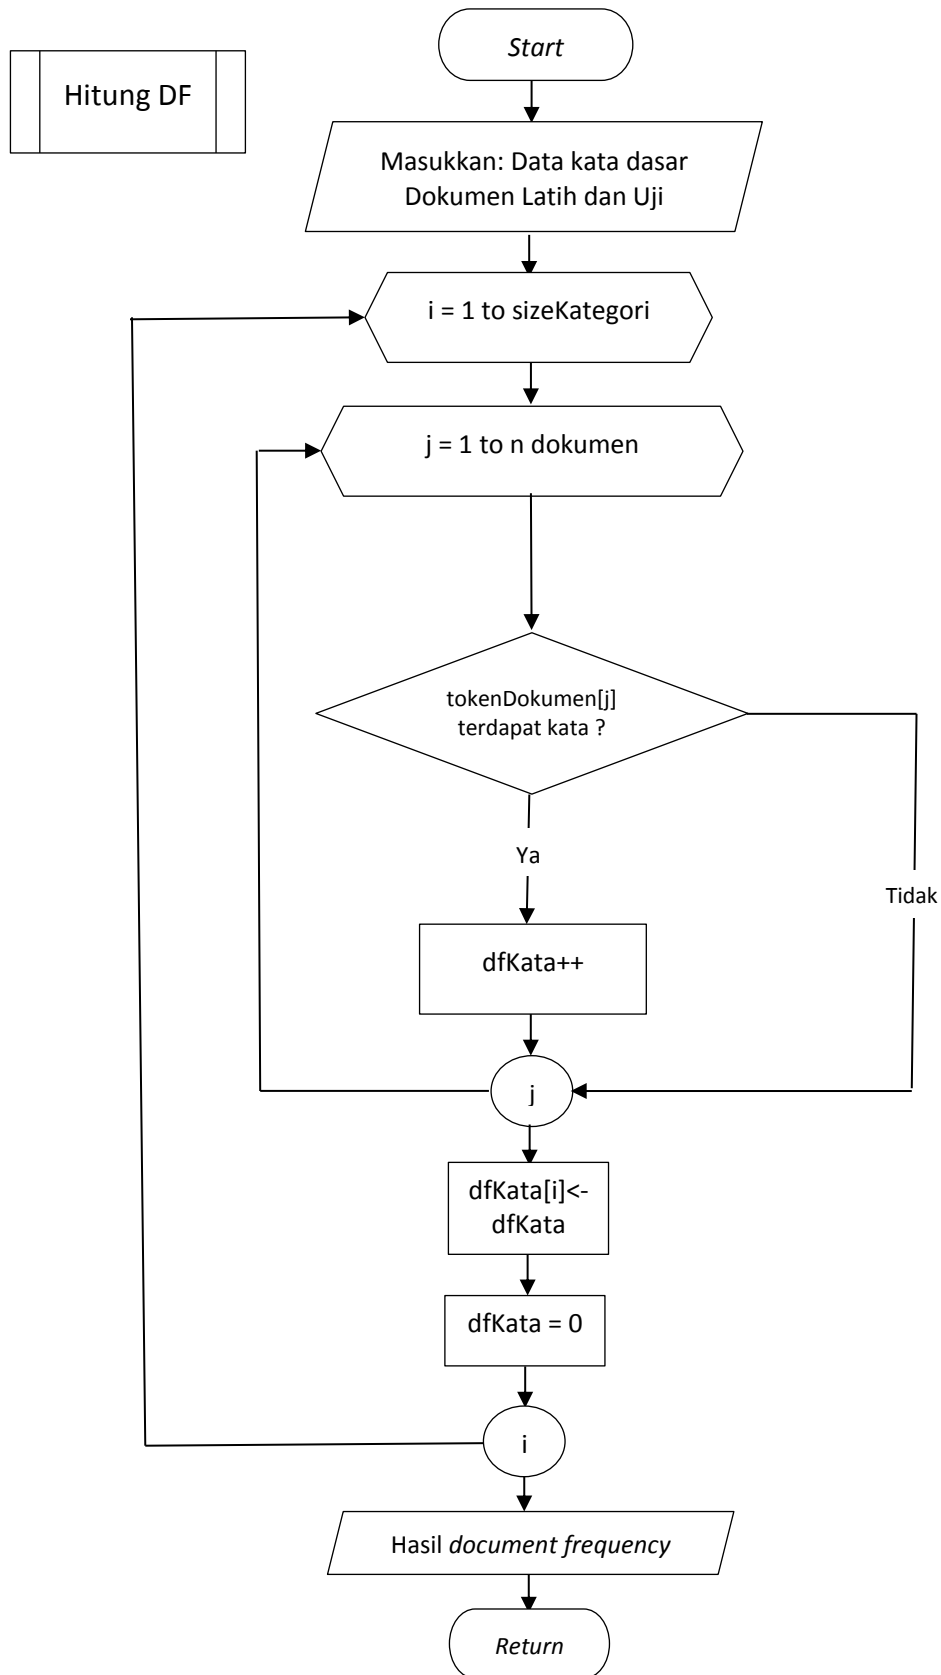 Start
Hitung DF
Masukkan: Data kata dasar
Dokumen Latih dan Uji
i = 1 to sizeKategori
j = 1 to n dokumen
tokenDokumen[j]
terdapat kata ?
Ya
Tidak
dfKata++
j
dfKata[i]<-
dfKata
dfKata = 0
i
Hasil document frequency
Return